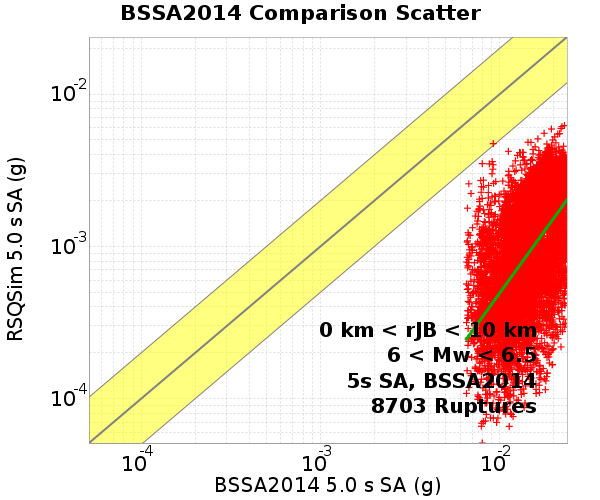 BSSA2014 Comparison Scatter
RSQSim 5.0 s SA (g)
10-2
10-3
10-4
0 km < rJB < 10 km
6 < Mw < 6.5
5s SA, BSSA2014
8703 Ruptures
10-4 10-3 10-2
BSSA2014 5.0 s SA (g)